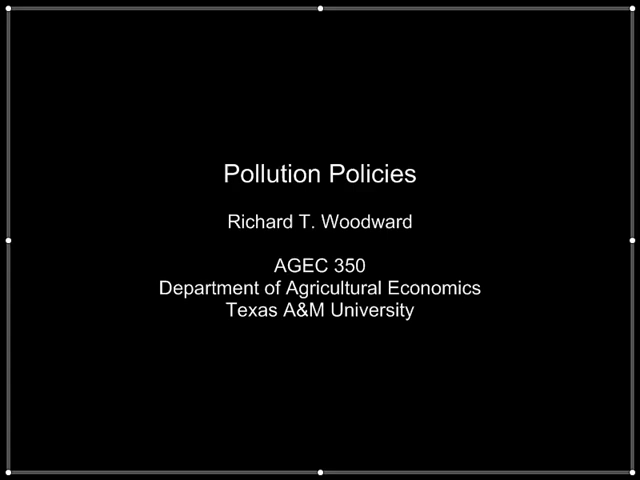 Pollution Policies
Richard T. Woodward
AGEC 350
Department of Agricultural Economics
Texas A&M University